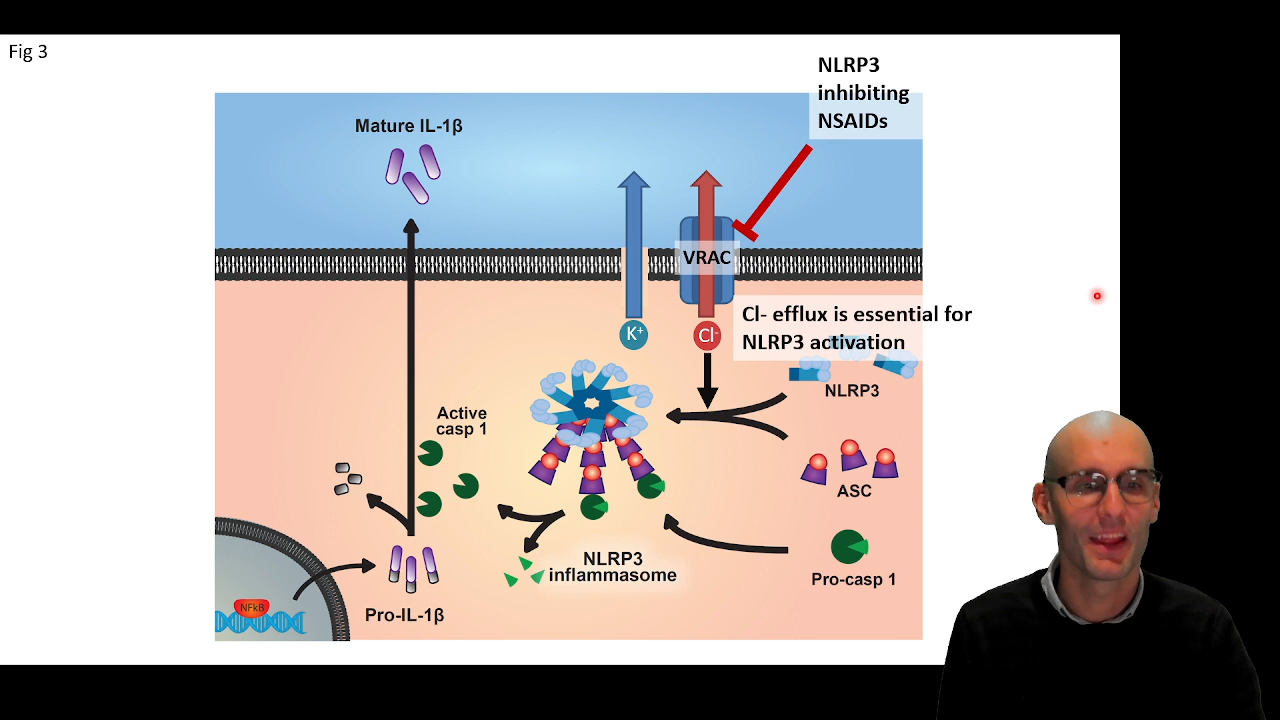 Fig 3
NLRP3
inhibiting
NSAIDs
Mature IL-1β
VRAC
Cl- efflux is essential for
NLRP3 activation
K+
Cl-
NLRP3
Active
casp 1
ASC
NLRP3
inflammasome
Pro-casp 1
NFkB
Pro-IL-1β